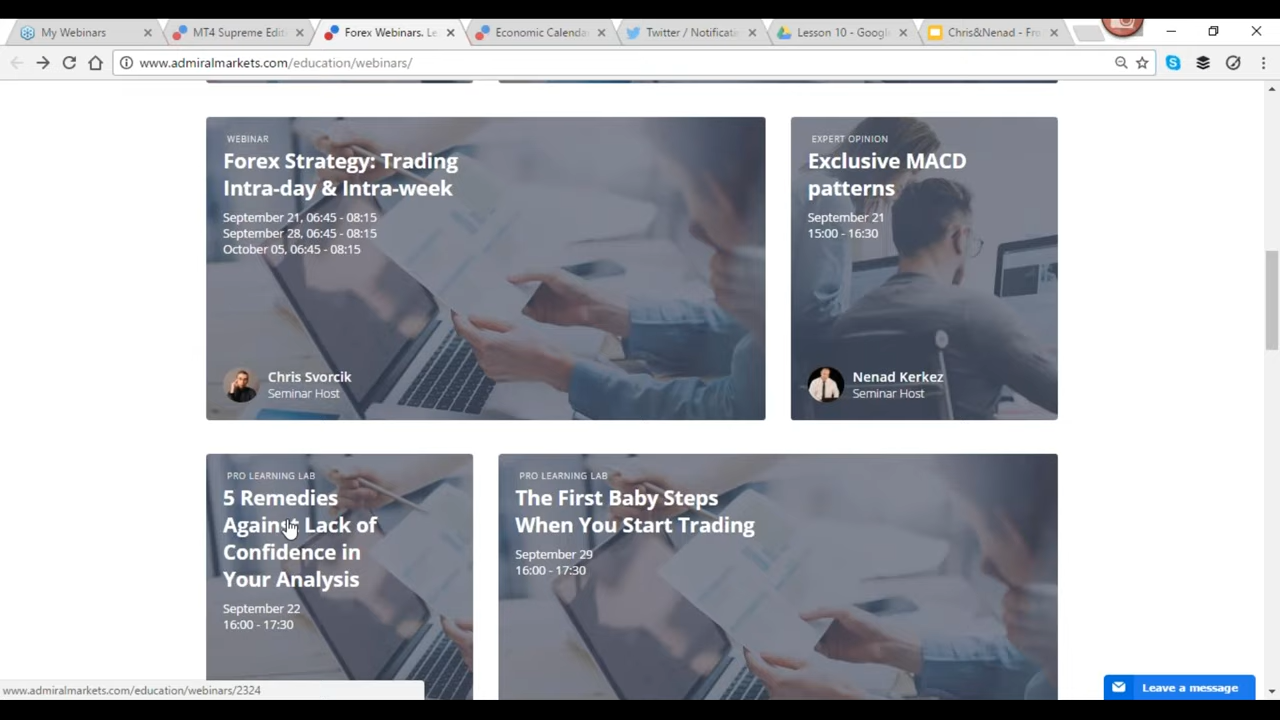 My Webinars
MT4 Supreme Editi
Forex Webinars. Le
Economic Calenda
Twitter / Notificati
Lesson 10 - Googl
Chris&Nenad - Fro
www.admiralmarkets.com/education/webinars/
WEBINAR
Forex Strategy: Trading
Intra-day & Intra-week
September 21, 06:45 - 08:15
September 28, 06:45 - 08:15
October 05, 06:45 - 08:15
Chris Svorcik
Seminar Host
EXPERT OPINION
Exclusive MACD
patterns
September 21
15:00 - 16:30
Nenad Kerkez
Seminar Host
PRO LEARNING LAB
5 Remedies
Against Lack of
Confidence in
Your Analysis
September 22
16:00 - 17:30
PRO LEARNING LAB
The First Baby Steps
When You Start Trading
September 29
16:00 - 17:30
www.admiralmarkets.com/education/webinars/2324
Leave a message